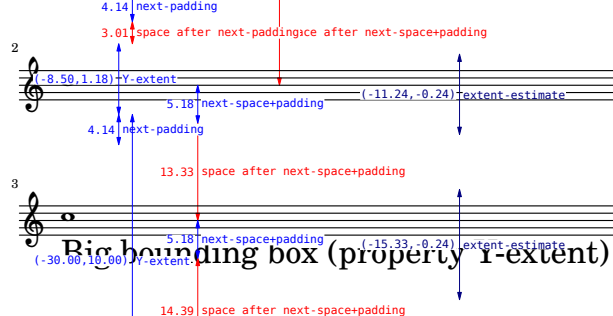 4.14 next-padding
3.01 space after next-padding ce after next-space+padding
2
(-8.50,1.18) Y-extent
(-11.24,-0.24) extent-estimate
5.18 next-space+padding
4.14 next-padding
13.33 space after next-space+padding
3
5.18 next-space+padding
(-15.33,-0.24) extent-estimate
Big bounding box (property Y-extent)
(-30.00,10.00) Y-extent
14.39 space after next-space+padding